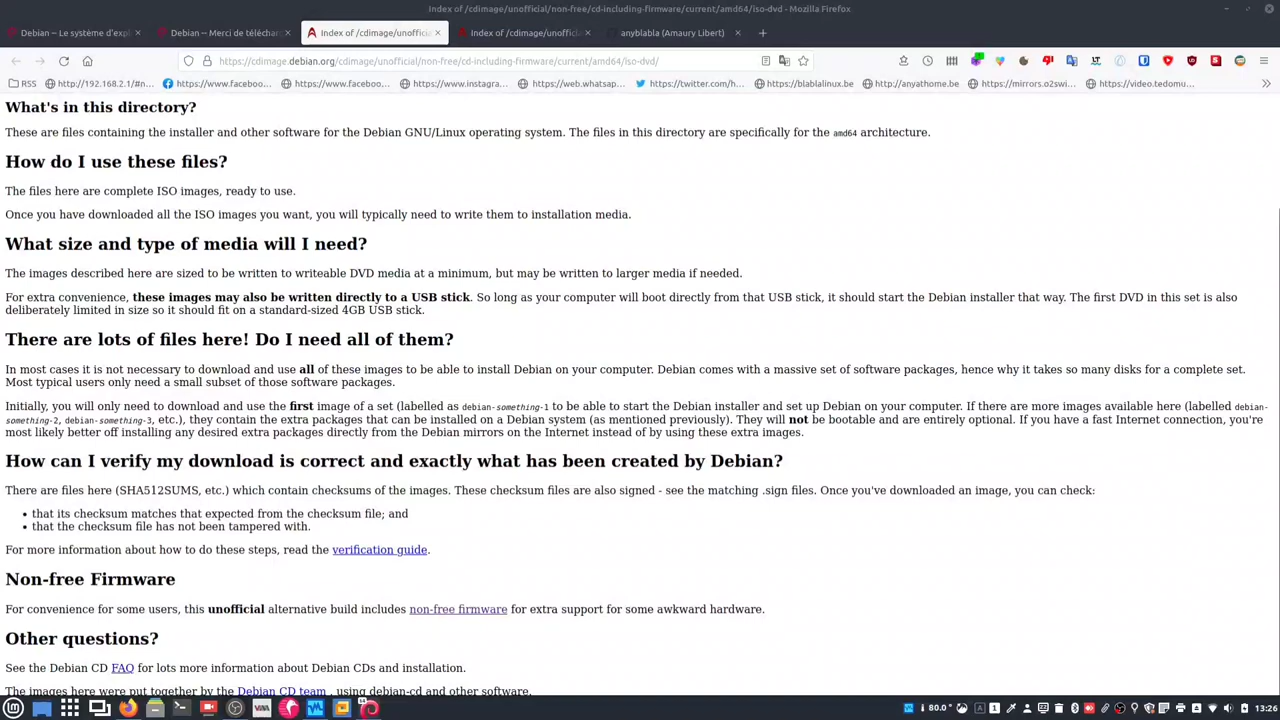 Index of /cdimage/unofficial/non-free/cd-including-firmware/current/amd64/iso-dvd - Mozilla Firefox
Debian — Le système d'expl
Debian — Merci de télécharg
Index of /cdimage/unofficia
Index of /cdimage/unofficia
anyblabla (Amaury Libert)
https://cdimage.debian.org/cdimage/unofficial/non-free/cd-including-firmware/current/amd64/iso-dvd/
RSS
http://192.168.2.1/#n...
https://www.faceboo...
https://www.faceboo...
https://www.instagra...
https://web.whatsap...
https://twitter.com/h...
https://blablalinux.be
http://anyathome.be
https://mirrors.o2swi...
https://video.tedomu...
What's in this directory?
These are files containing the installer and other software for the Debian GNU/Linux operating system. The files in this directory are specifically for the amd64 architecture.
How do I use these files?
The files here are complete ISO images, ready to use.
Once you have downloaded all the ISO images you want, you will typically need to write them to installation media.
What size and type of media will I need?
The images described here are sized to be written to writeable DVD media at a minimum, but may be written to larger media if needed.
For extra convenience, these images may also be written directly to a USB stick. So long as your computer will boot directly from that USB stick, it should start the Debian installer that way. The first DVD in this set is also
deliberately limited in size so it should fit on a standard-sized 4GB USB stick.
There are lots of files here! Do I need all of them?
In most cases it is not necessary to download and use all of these images to be able to install Debian on your computer. Debian comes with a massive set of software packages, hence why it takes so many disks for a complete set.
Most typical users only need a small subset of those software packages.
Initially, you will only need to download and use the first image of a set (labelled as debian-something-1 to be able to start the Debian installer and set up Debian on your computer. If there are more images available here (labelled debian-
something-2, debian-something-3, etc.), they contain the extra packages that can be installed on a Debian system (as mentioned previously). They will not be bootable and are entirely optional. If you have a fast Internet connection, you're
most likely better off installing any desired extra packages directly from the Debian mirrors on the Internet instead of by using these extra images.
How can I verify my download is correct and exactly what has been created by Debian?
There are files here (SHA512SUMS, etc.) which contain checksums of the images. These checksum files are also signed - see the matching .sign files. Once you've downloaded an image, you can check:
• that its checksum matches that expected from the checksum file; and
• that the checksum file has not been tampered with.
For more information about how to do these steps, read the verification guide.
Non-free Firmware
For convenience for some users, this unofficial alternative build includes non-free firmware for extra support for some awkward hardware.
Other questions?
See the Debian CD FAQ for lots more information about Debian CDs and installation.
The images here were put together by the Debian CD team , using debian-cd and other software.
80.0°
13:26